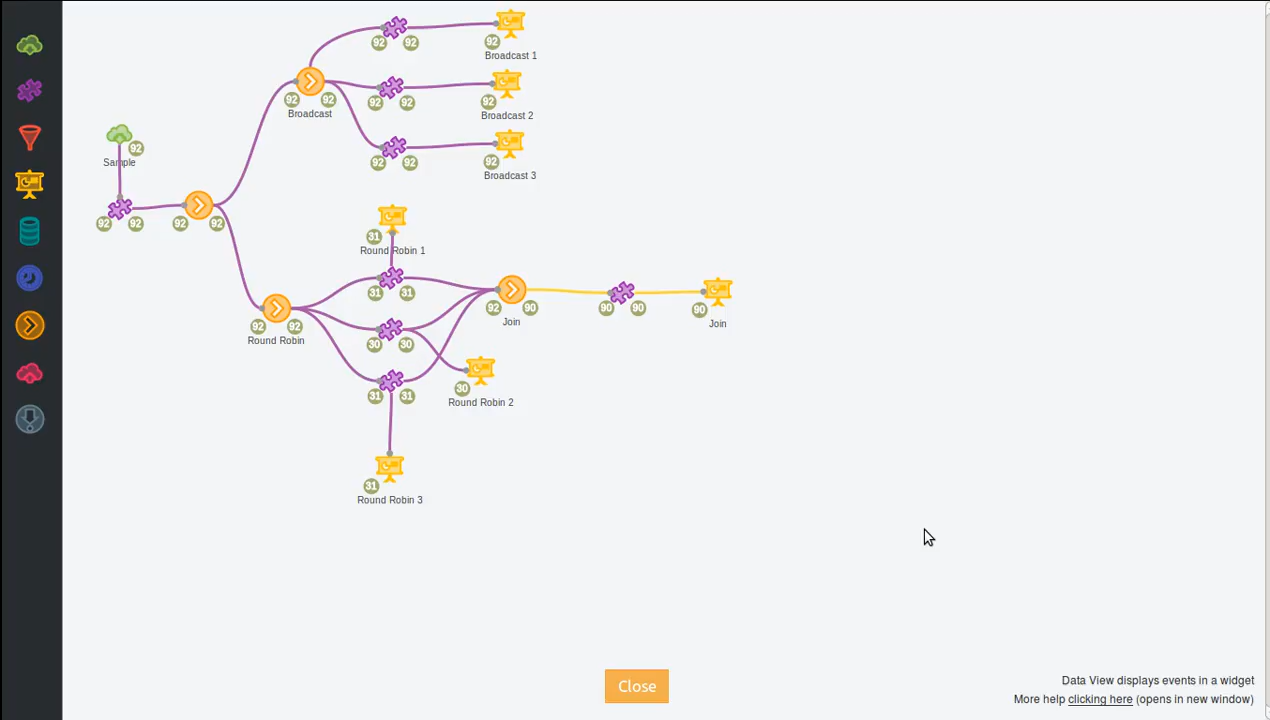 92 92
92
Broadcast 1
92 92
Broadcast
92 92
92
Broadcast 2
92
Sample
92 92
92
Broadcast 3
92 92
92 92
31
Round Robin 1
31 31
92 92
Round Robin
30 30
31 31
92 90
Join
90 90
90
Join
30
Round Robin 2
31
Round Robin 3
Close
Data View displays events in a widget
More help clicking here (opens in new window)